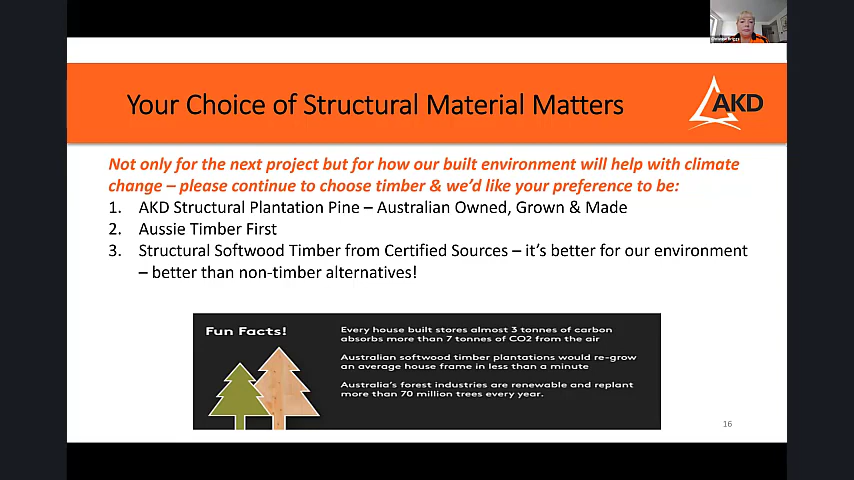 Your Choice of Structural Material Matters
AKD
Not only for the next project but for how our built environment will help with climate
change – please continue to choose timber & we'd like your preference to be:
1. AKD Structural Plantation Pine – Australian Owned, Grown & Made
2. Aussie Timber First
3. Structural Softwood Timber from Certified Sources – it's better for our environment
– better than non-timber alternatives!
Fun Facts!
Every house built stores almost 3 tonnes of carbon
absorbs more than 7 tonnes of CO2 from the air
Australian softwood timber plantations would re-grow
an average house frame in less than a minute
Australia's forest industries are renewable and replant
more than 70 million trees every year.
16